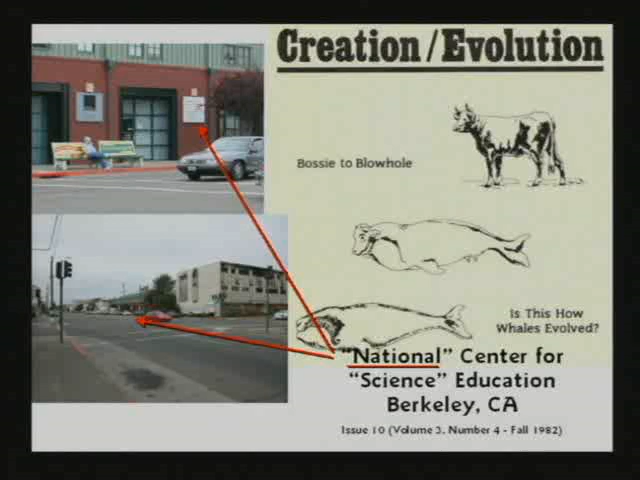 Creation/Evolution
Bossie to Blowhole
Is This How
Whales Evolved?
"National" Center for
"Science" Education
Berkeley, CA
Issue 10 (Volume 3, Number 4 - Fall 1982)